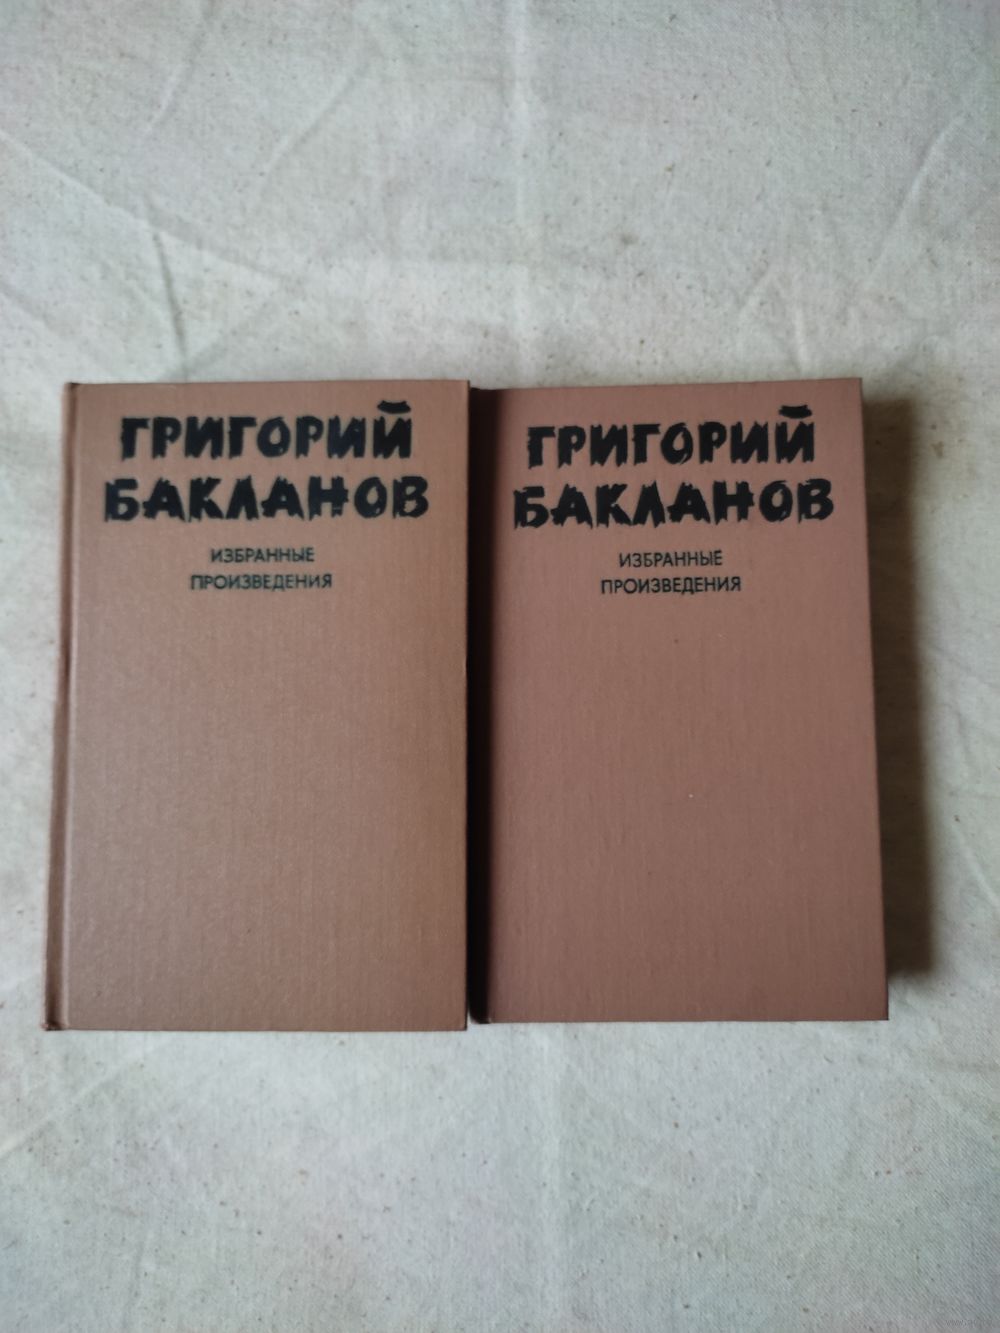 ГРИГОРИЙ
БАКЛАНОВ
ИЗБРАННЫЕ
ПРОИЗВЕДЕНИЯ
ГРИГОРИЙ
БАКЛАНОВ
ИЗБРАННЫЕ
ПРОИЗВЕДЕНИЯ